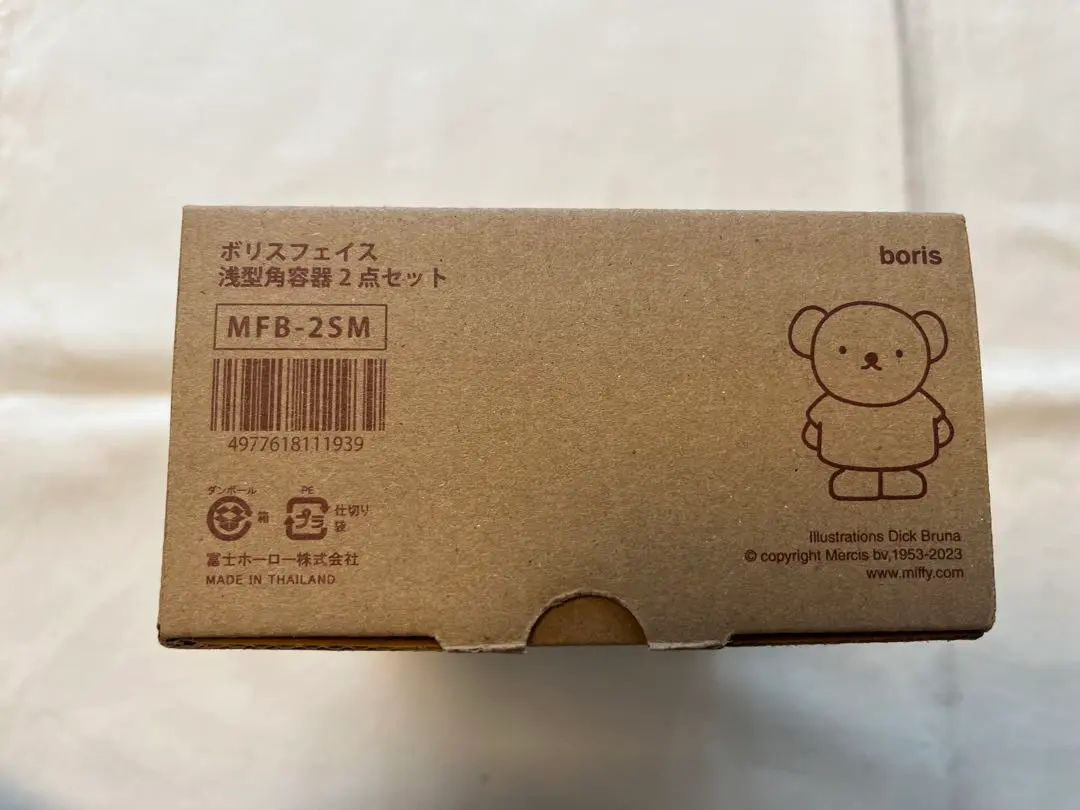 ボリスフェイス
浅型角容器2点セット
MFB-2SM
4977618111939
ダンボール
箱
PE
プラ
仕切り
袋
富士ホーロー株式会社
MADE IN THAILAND
boris
Illustrations Dick Bruna
© copyright Mercis bv,1953-2023
www.miffy.com